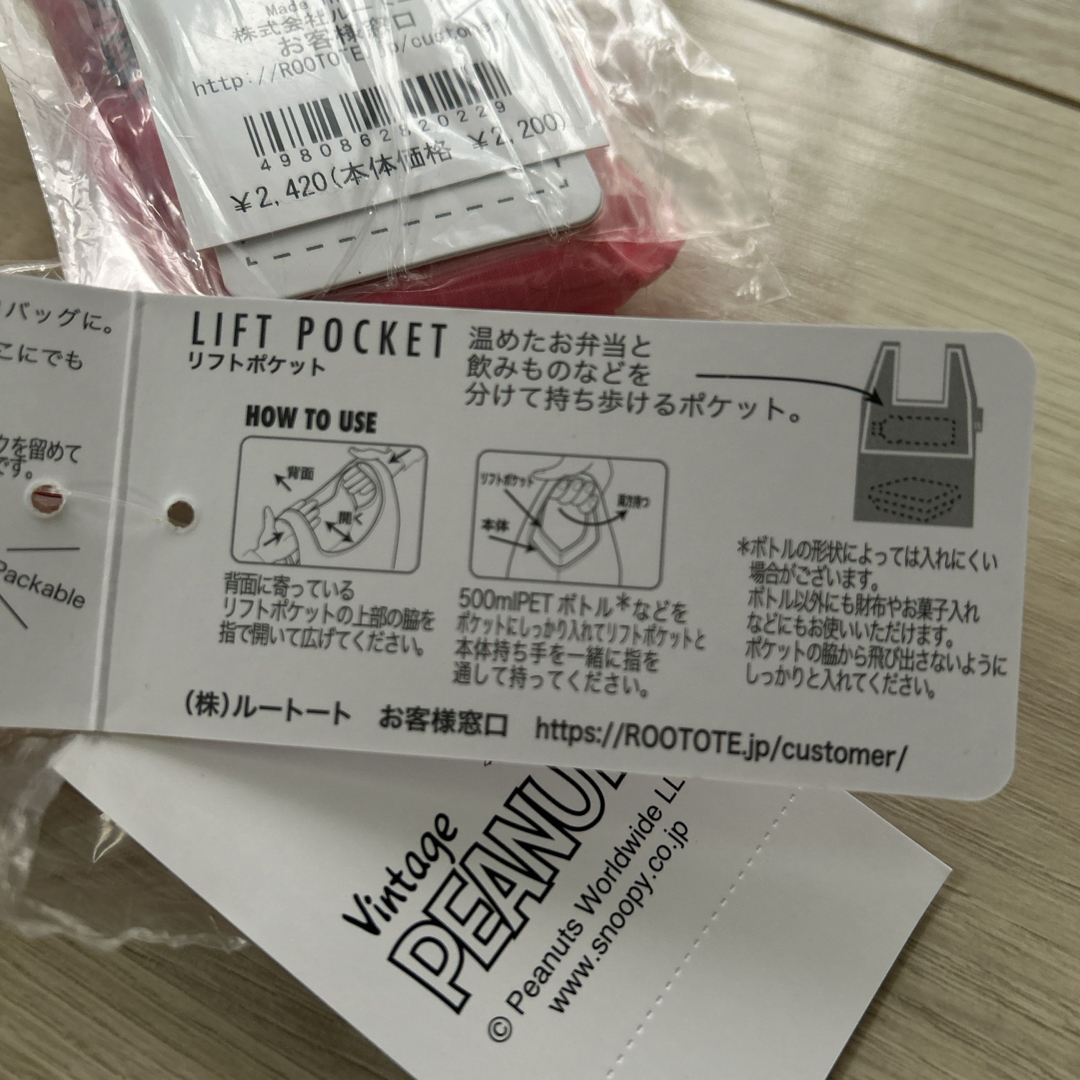 Made
株式会社ルートート
お客様窓口
http://ROOTOTE.jp/customer/
4980862820229
¥2,420(本体価格 ¥2,200)
バッグに。
こにでも
クを留めて
です。
Packable
LIFT POCKET
リフトポケット
温めたお弁当と
飲みものなどを
分けて持ち歩けるポケット。
HOW TO USE
背面
開く
リフトポケット
本体
両方持つ
背面に寄っている
リフトポケットの上部の脇を
指で開いて広げてください。
500mlPETボトル*などを
ポケットにしっかり入れてリフトポケットと
本体持ち手を一緒に指を
通して持ってください。
*ボトルの形状によっては入れにくい
場合がございます。
ボトル以外にも財布やお菓子入れ
などにもお使いいただけます。
ポケットの脇から飛び出さないように
しっかりと入れてください。
(株)ルートート お客様窓口 https://ROOTOTE.jp/customer/
Vintage
PEANU
© Peanuts Worldwide LL
www.snoopy.co.jp